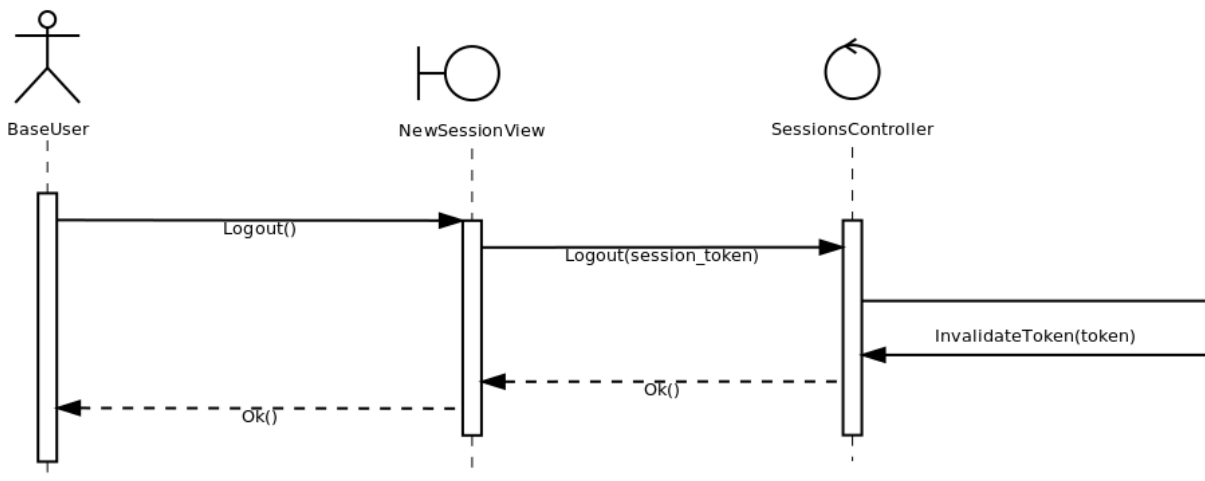 BaseUser
NewSessionView
SessionsController
Logout()
Logout(session_token)
InvalidateToken(token)
Ok()
Ok()